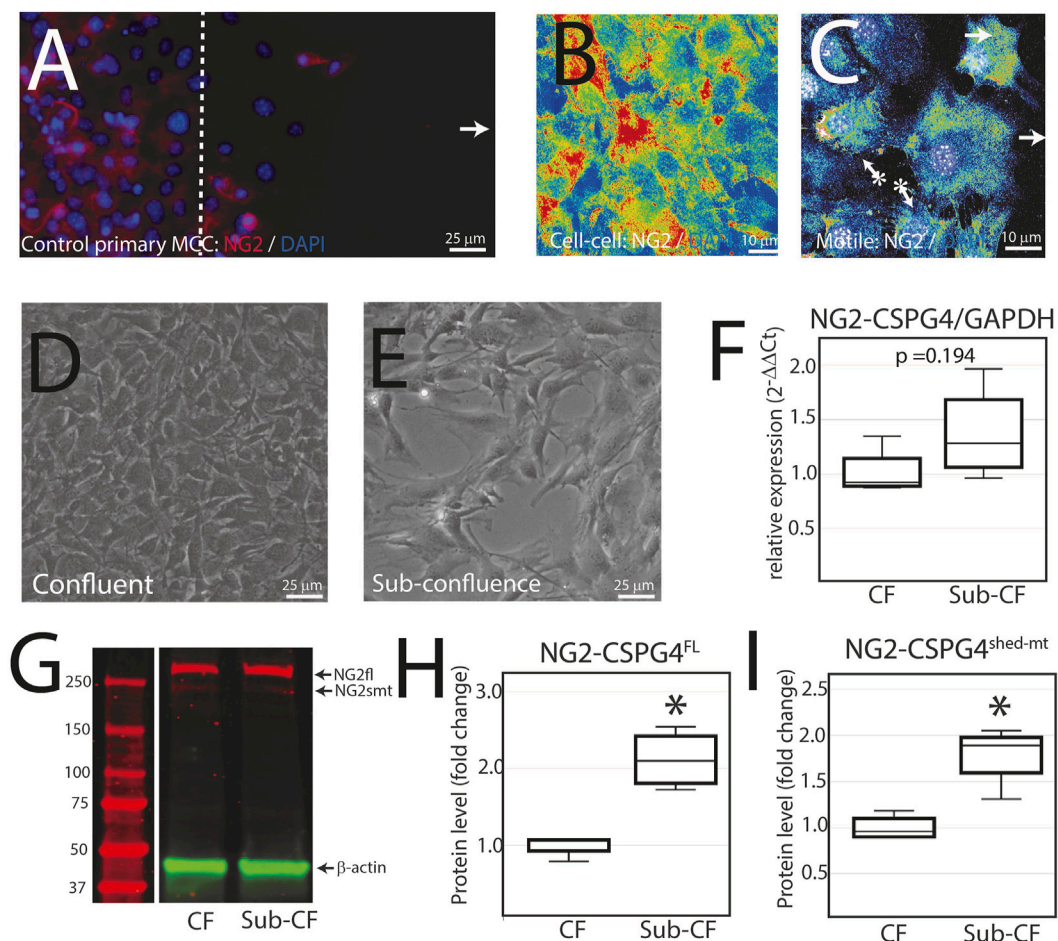 A
Control primary MCC: NG2 / DAPI
25 µm
B
Cell-cell: NG2 /
10 µm
C
Motile: NG2 /
10 µm
D
Confluent
25 µm
E
Sub-confluence
25 µm
F
NG2-CSPG4/GAPDH
p =0.194
relative expression (2-ΔΔCt)
2.0
1.5
1.0
0.5
CF
Sub-CF
G
250
150
100
75
50
37
NG2fl
NG2smt
β-actin
CF
Sub-CF
H
NG2-CSPG4FL
Protein level (fold change)
3.0
2.0
1.0
*
CF
Sub-CF
I
NG2-CSPG4shed-mt
Protein level (fold change)
2.5
2.0
1.5
1.0
0.5
*
CF
Sub-CF